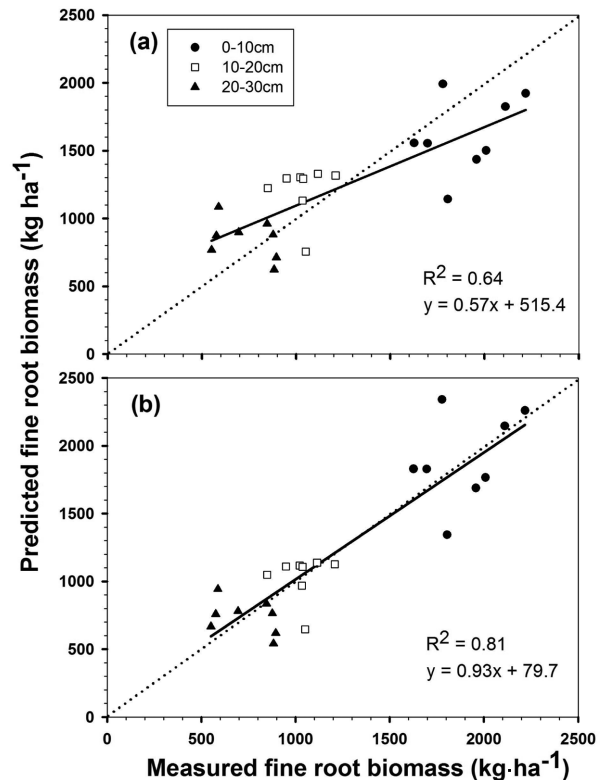 2500
(a)
0-10cm
10-20cm
20-30cm
2000
1500
1000
500
0
R² = 0.64
y = 0.57x + 515.4
2500
(b)
2000
1500
1000
500
0
R² = 0.81
y = 0.93x + 79.7
0 500 1000 1500 2000 2500
Predicted fine root biomass (kg ha⁻¹)
Measured fine root biomass (kg·ha⁻¹)